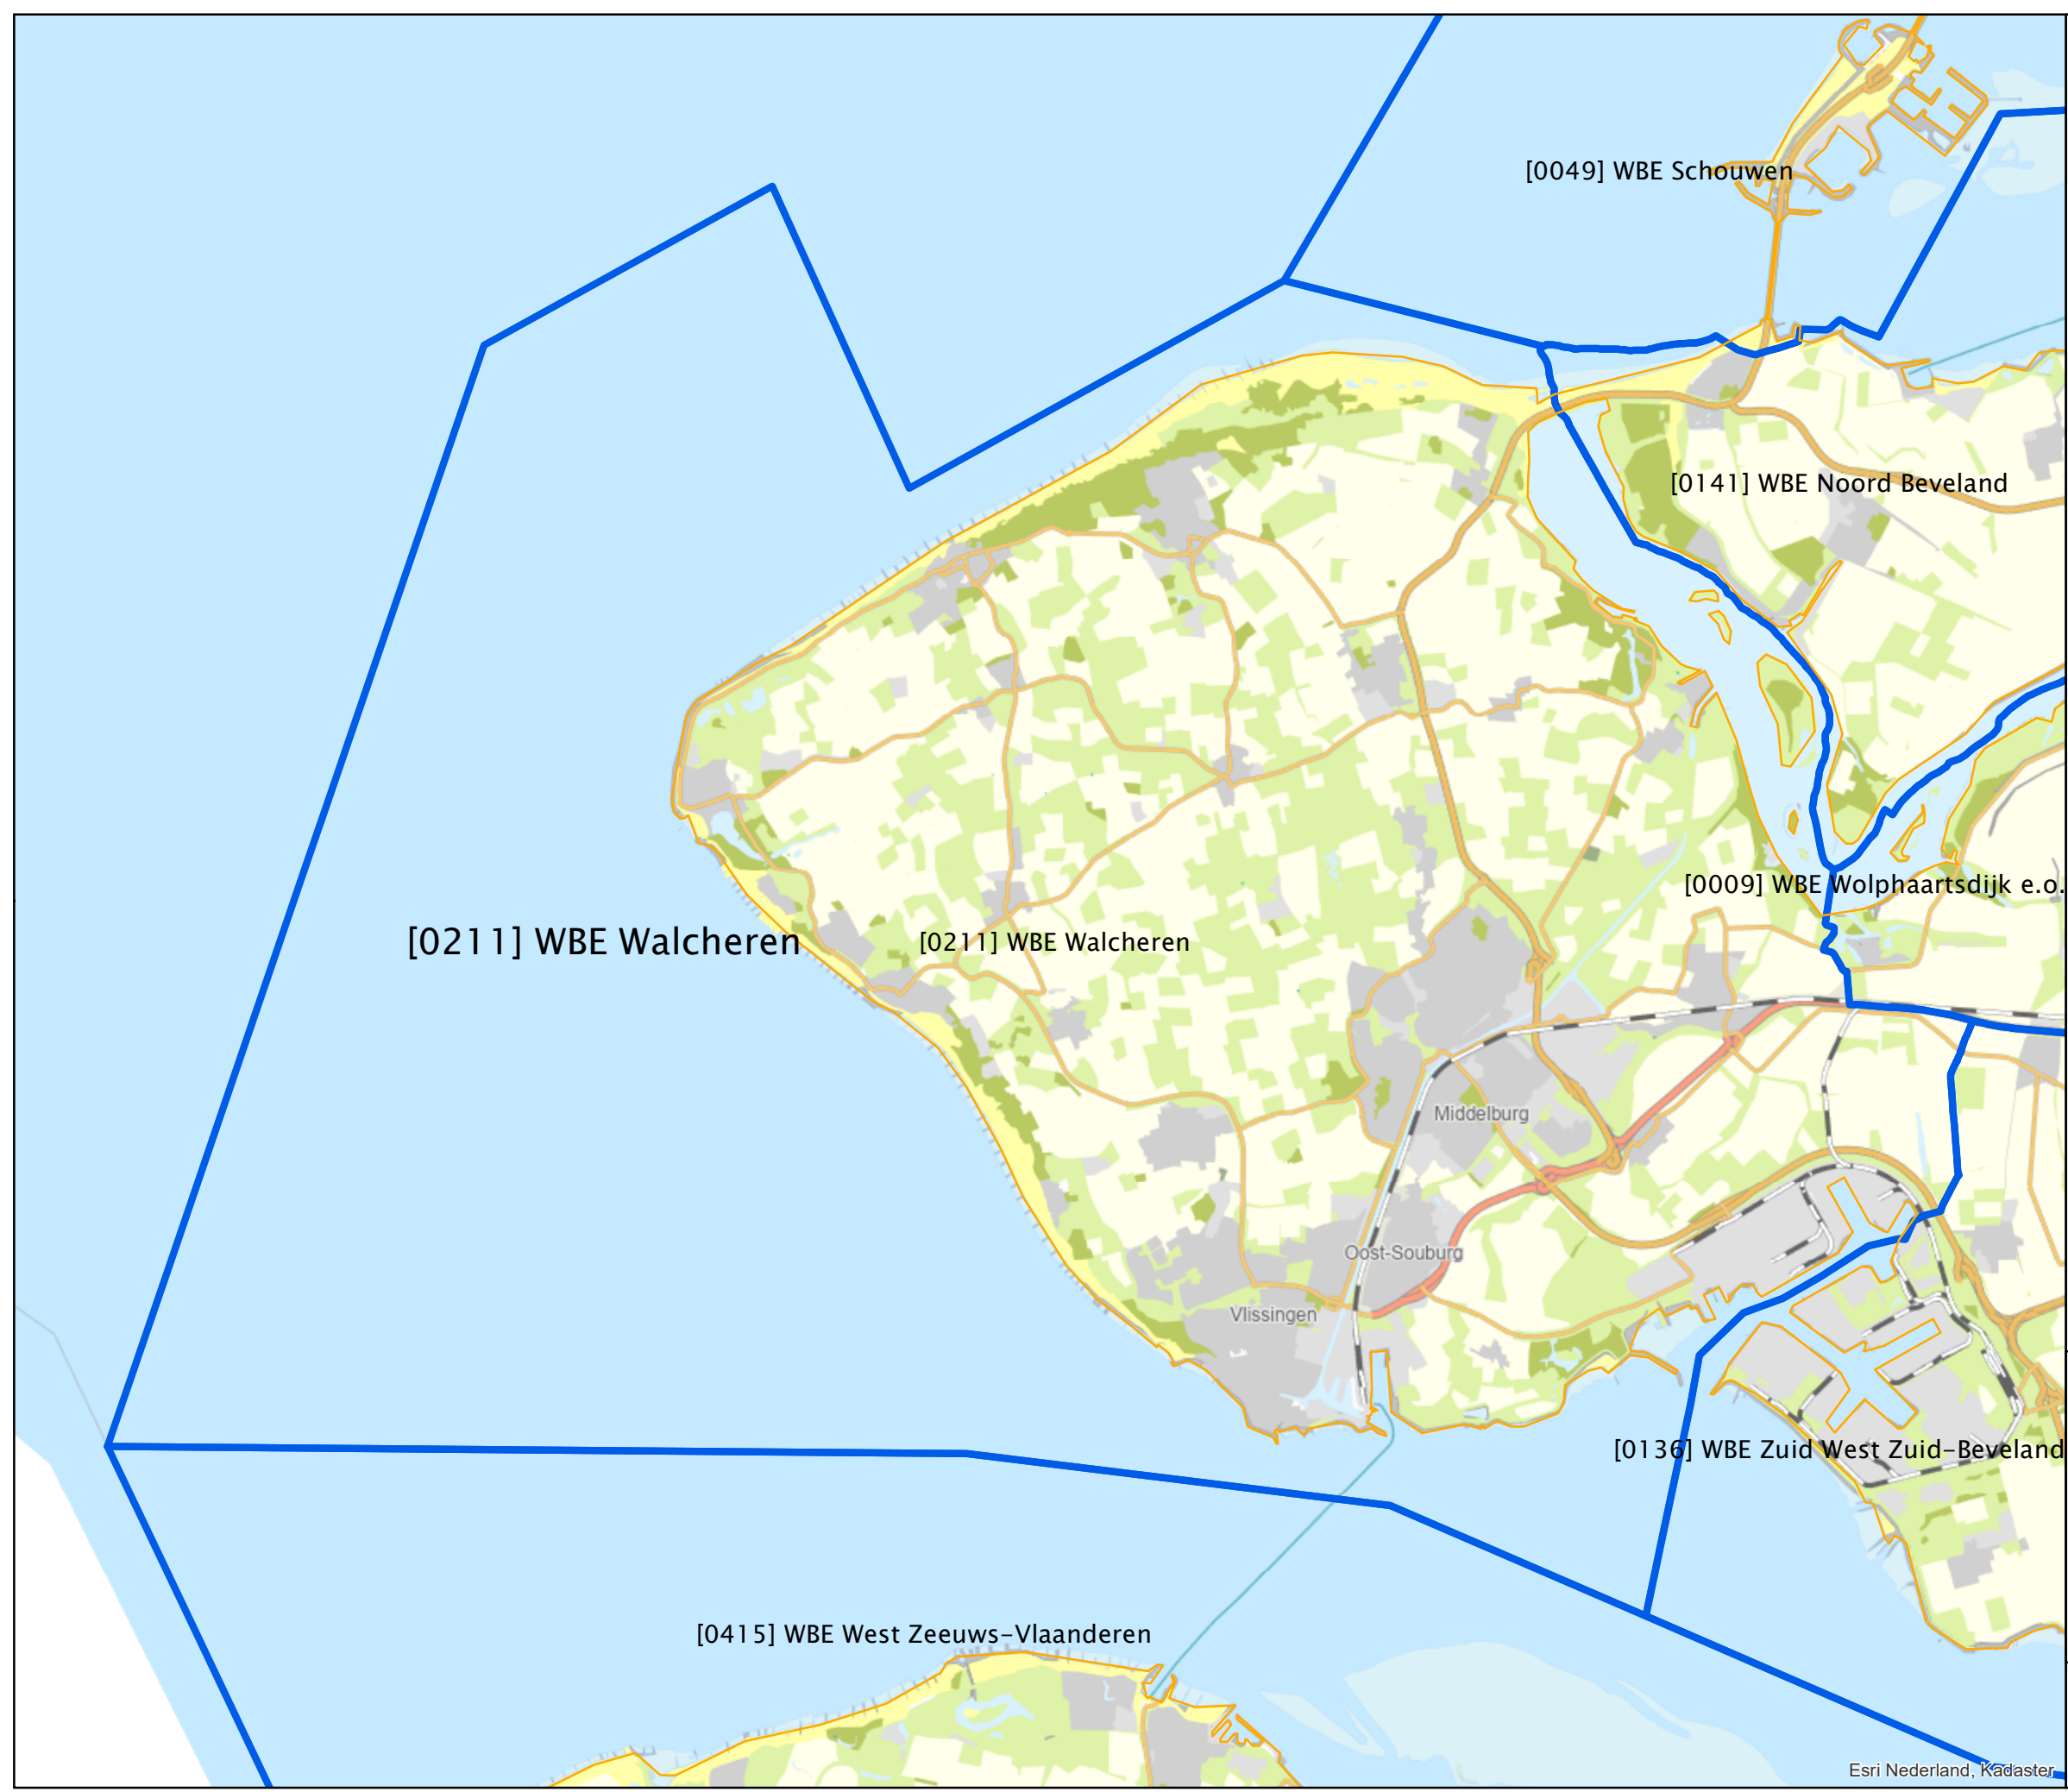 [0049] WBE Schouwen
[0141] WBE Noord Beveland
[0009] WBE Wolphaartsdijk e.o.
[0211] WBE Walcheren
[0211] WBE Walcheren
Middelburg
Oost-Souburg
Vlissingen
[0136] WBE Zuid West Zuid-Beveland
[0415] WBE West Zeeuws-Vlaanderen
Esri Nederland, Kadaster